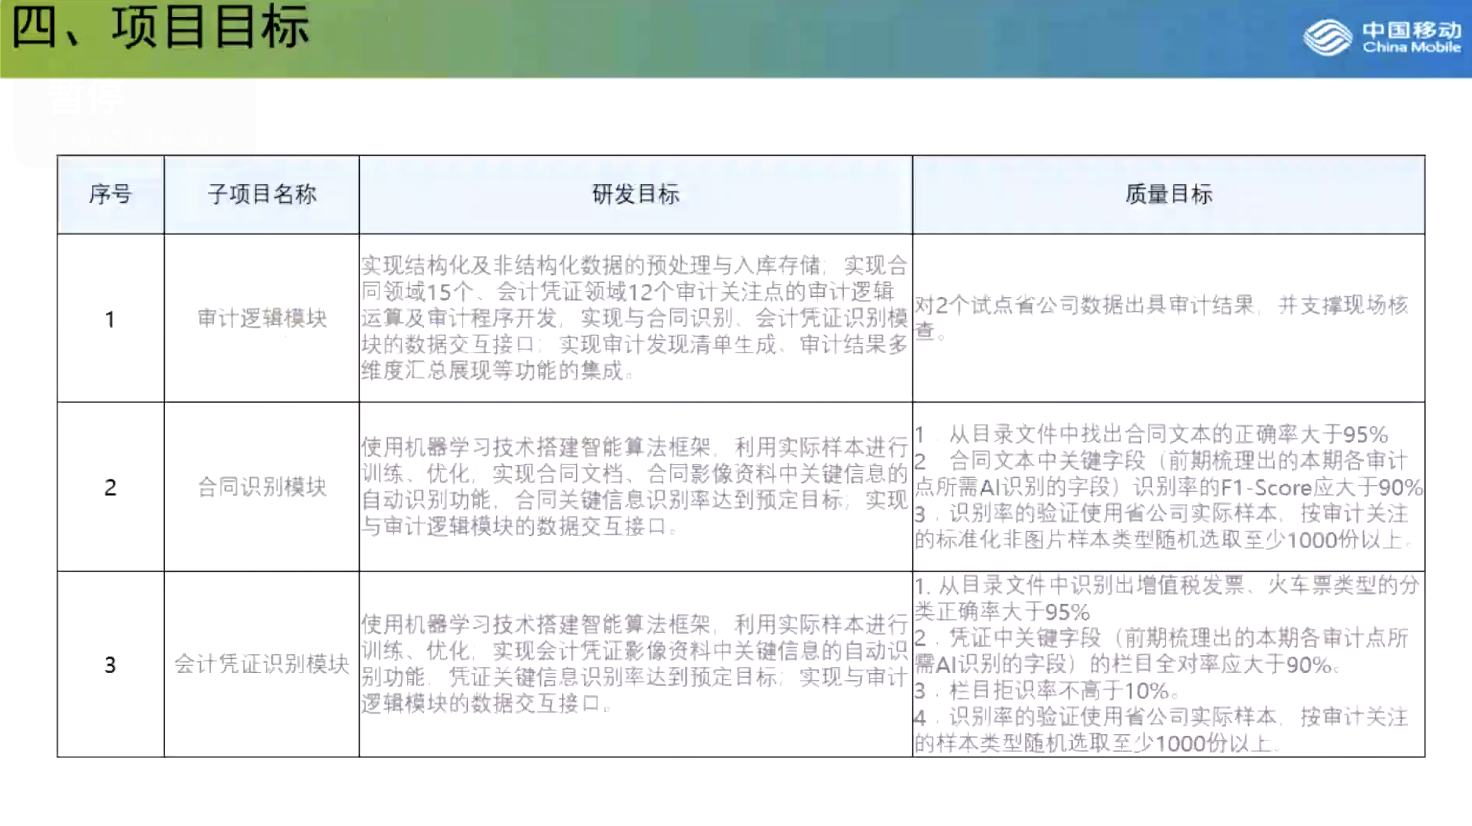 四、项目目标
中国移动
China Mobile
暂停
序号
子项目名称
研发目标
质量目标
1
审计逻辑模块
实现结构化及非结构化数据的预处理与入库存储；实现合
同领域15个、会计凭证领域12个审计关注点的审计逻辑
运算及审计程序开发，实现与合同识别、会计凭证识别模
块的数据交互接口；实现审计发现清单生成、审计结果多
维度汇总展现等功能的集成。
对2个试点省公司数据出具审计结果，并支撑现场核
查。
2
合同识别模块
使用机器学习技术搭建智能算法框架，利用实际样本进行
训练、优化，实现合同文档、合同影像资料中关键信息的
自动识别功能，合同关键信息识别率达到预定目标；实现
与审计逻辑模块的数据交互接口。
1．从目录文件中找出合同文本的正确率大于95%
2．合同文本中关键字段（前期梳理出的本期各审计
点所需AI识别的字段）识别率的F1-Score应大于90%
3．识别率的验证使用省公司实际样本，按审计关注
的标准化非图片样本类型随机选取至少1000份以上。
3
会计凭证识别模块
使用机器学习技术搭建智能算法框架，利用实际样本进行
训练、优化，实现会计凭证影像资料中关键信息的自动识
别功能，凭证关键信息识别率达到预定目标；实现与审计
逻辑模块的数据交互接口。
1. 从目录文件中识别出增值税发票、火车票类型的分
类正确率大于95%
2．凭证中关键字段（前期梳理出的本期各审计点所
需AI识别的字段）的栏目全对率应大于90%。
3．栏目拒识率不高于10%。
4．识别率的验证使用省公司实际样本，按审计关注
的样本类型随机选取至少1000份以上。